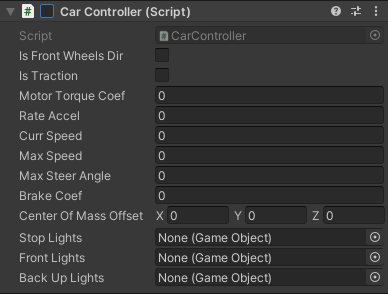 # Car Controller (Script)
Script # CarController
Is Front Wheels Dir
Is Traction
Motor Torque Coef 0
Rate Accel 0
Curr Speed 0
Max Speed 0
Max Steer Angle 0
Brake Coef 0
Center Of Mass Offset X 0 Y 0 Z 0
Stop Lights None (Game Object)
Front Lights None (Game Object)
Back Up Lights None (Game Object)